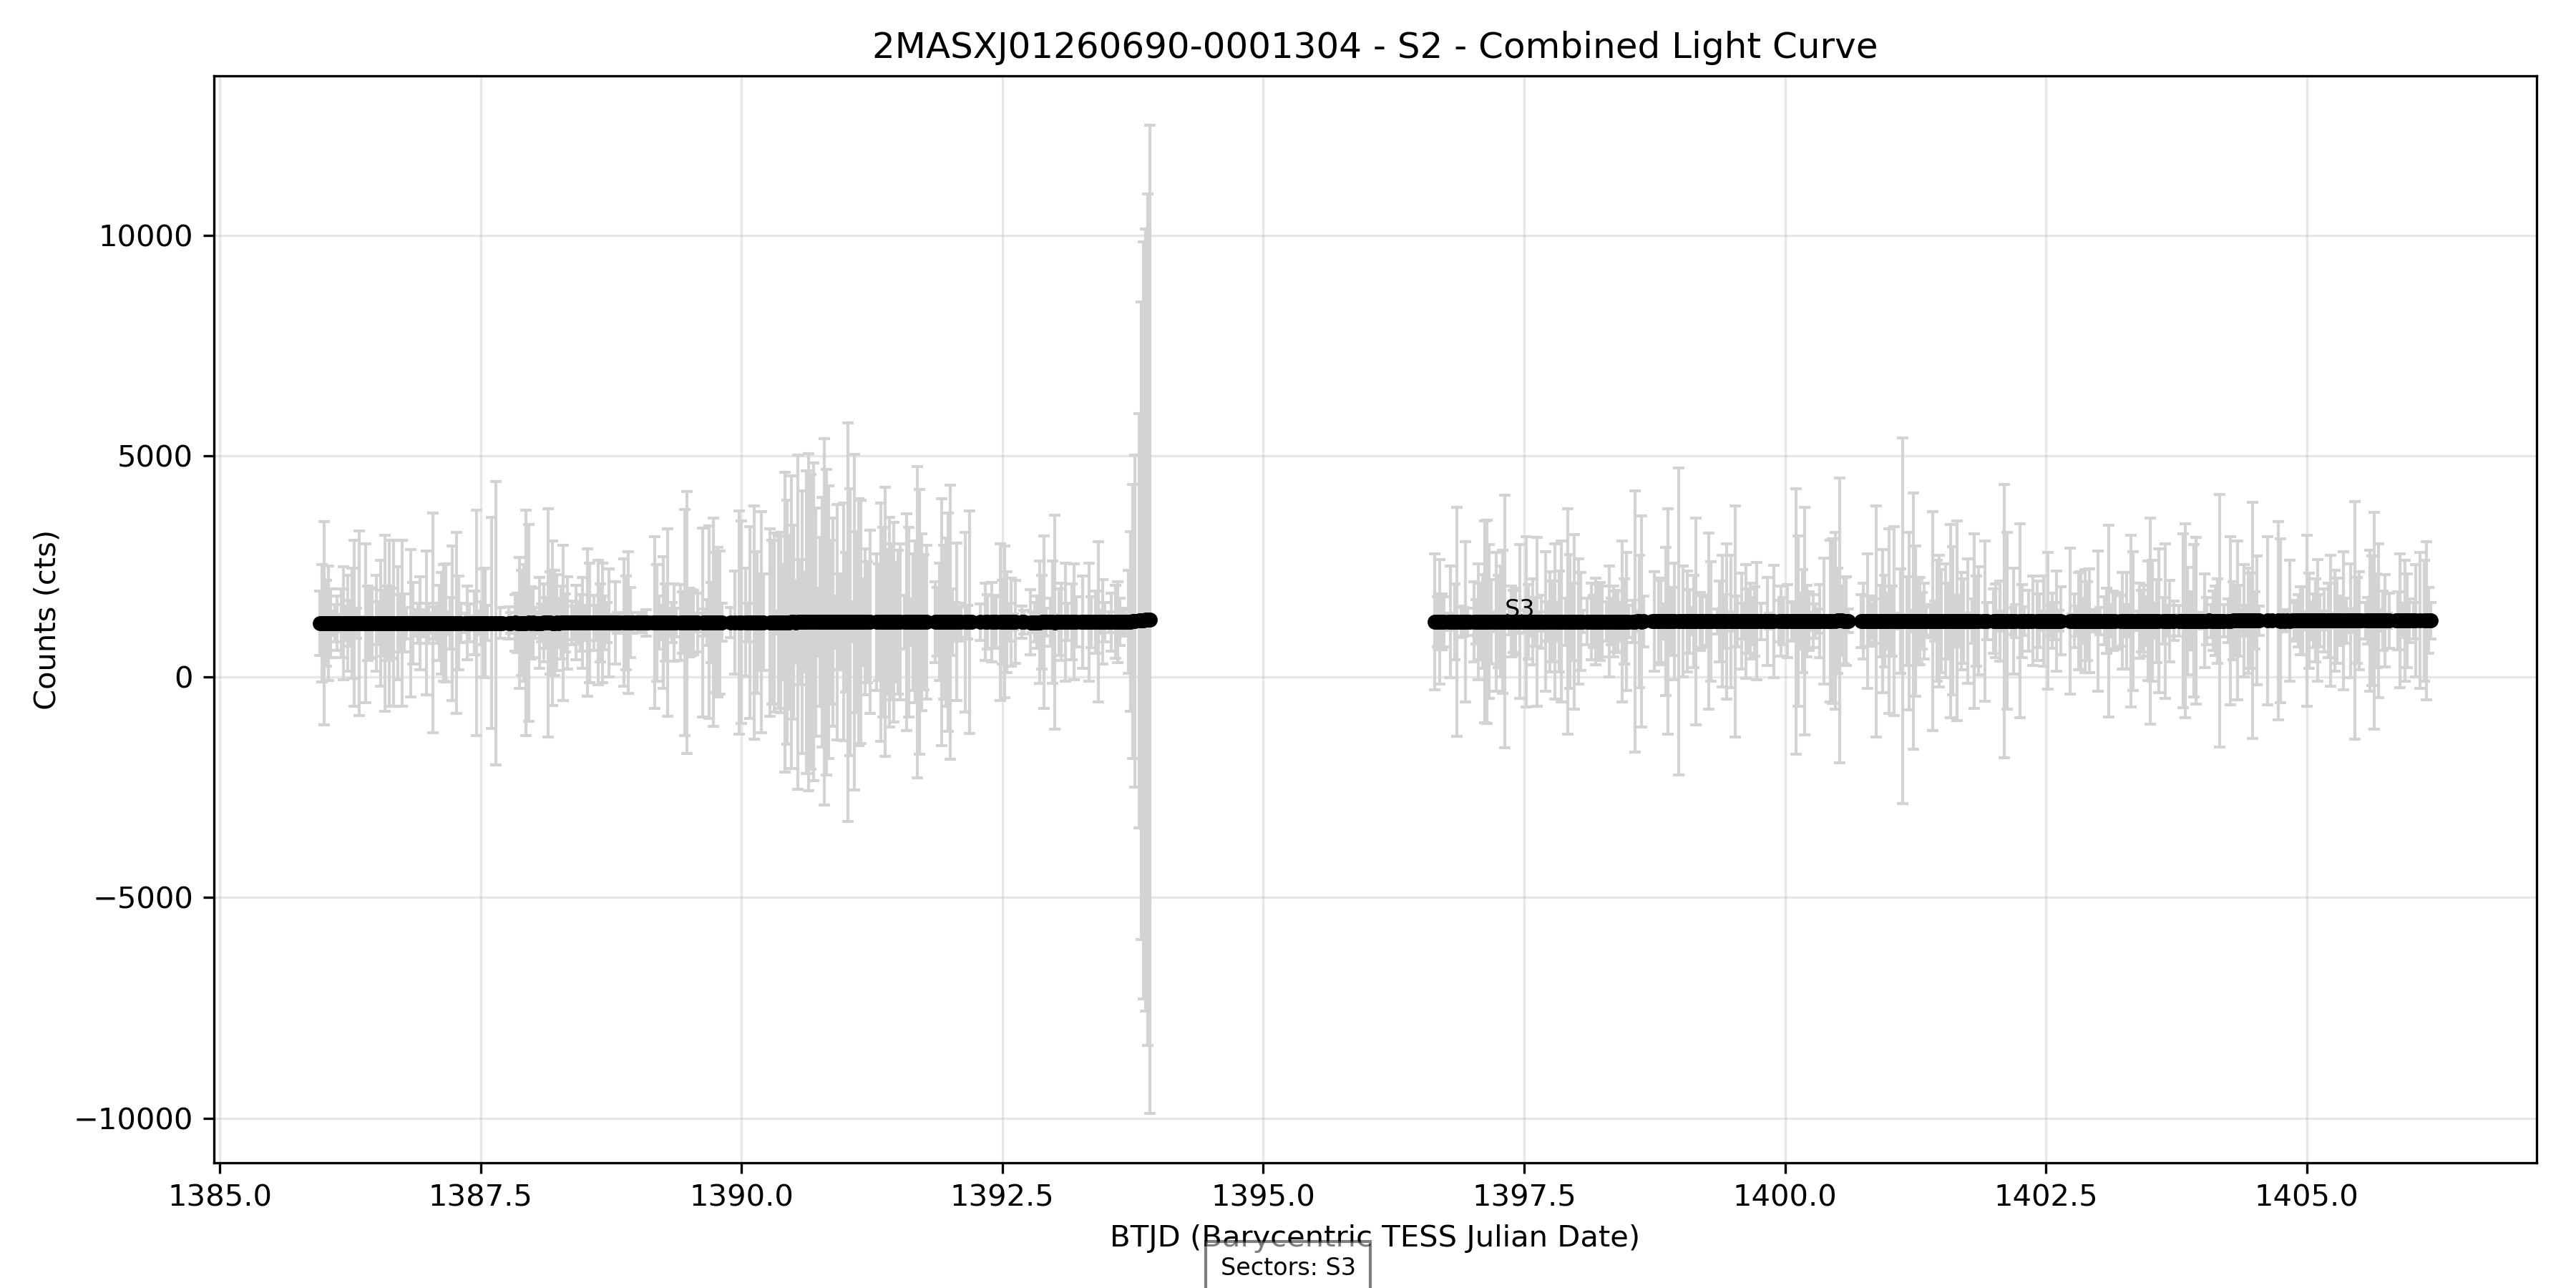 2MASXJ01260690-0001304 - S2 - Combined Light Curve
Counts (cts)
10000
5000
0
−5000
−10000
S3
1385.0 1387.5 1390.0 1392.5 1395.0 1397.5 1400.0 1402.5 1405.0
BTJD (Barycentric TESS Julian Date)
Sectors: S3